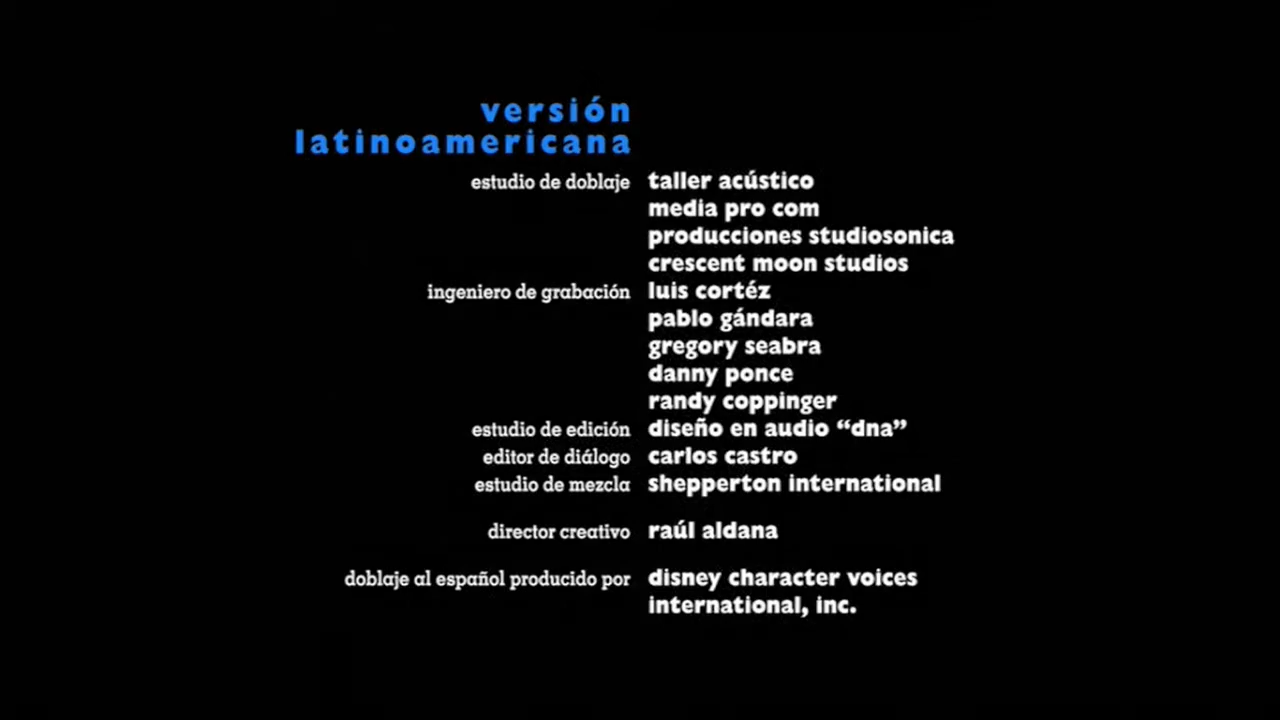 versión
latinoamericana
estudio de doblaje taller acústico
media pro com
producciones studiosonica
crescent moon studios
ingeniero de grabación luis cortéz
pablo gándara
gregory seabra
danny ponce
randy coppinger
estudio de edición diseño en audio “dna”
editor de diálogo carlos castro
estudio de mezcla shepperton international
director creativo raúl aldana
doblaje al español producido por disney character voices
international, inc.